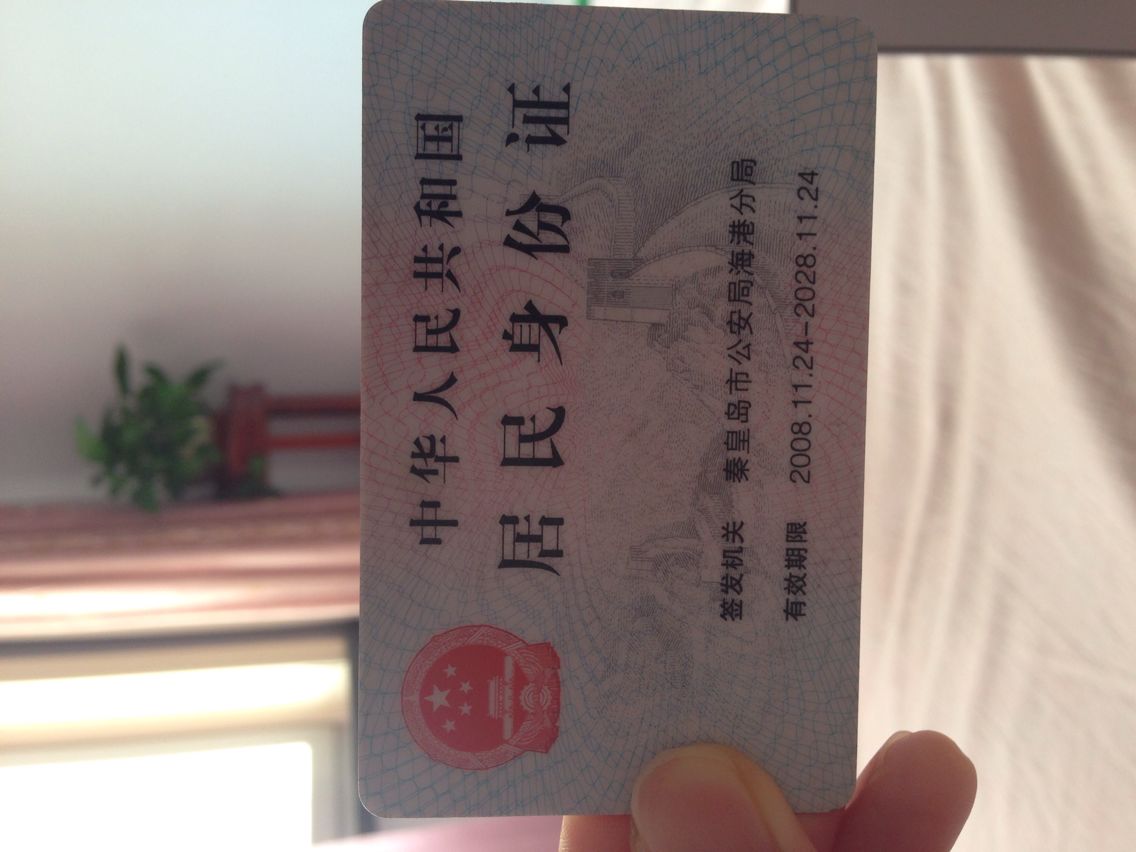 中华人民共和国
居民身份证
签发机关 秦皇岛市公安局海港分局
有效期限 2008.11.24-2028.11.24